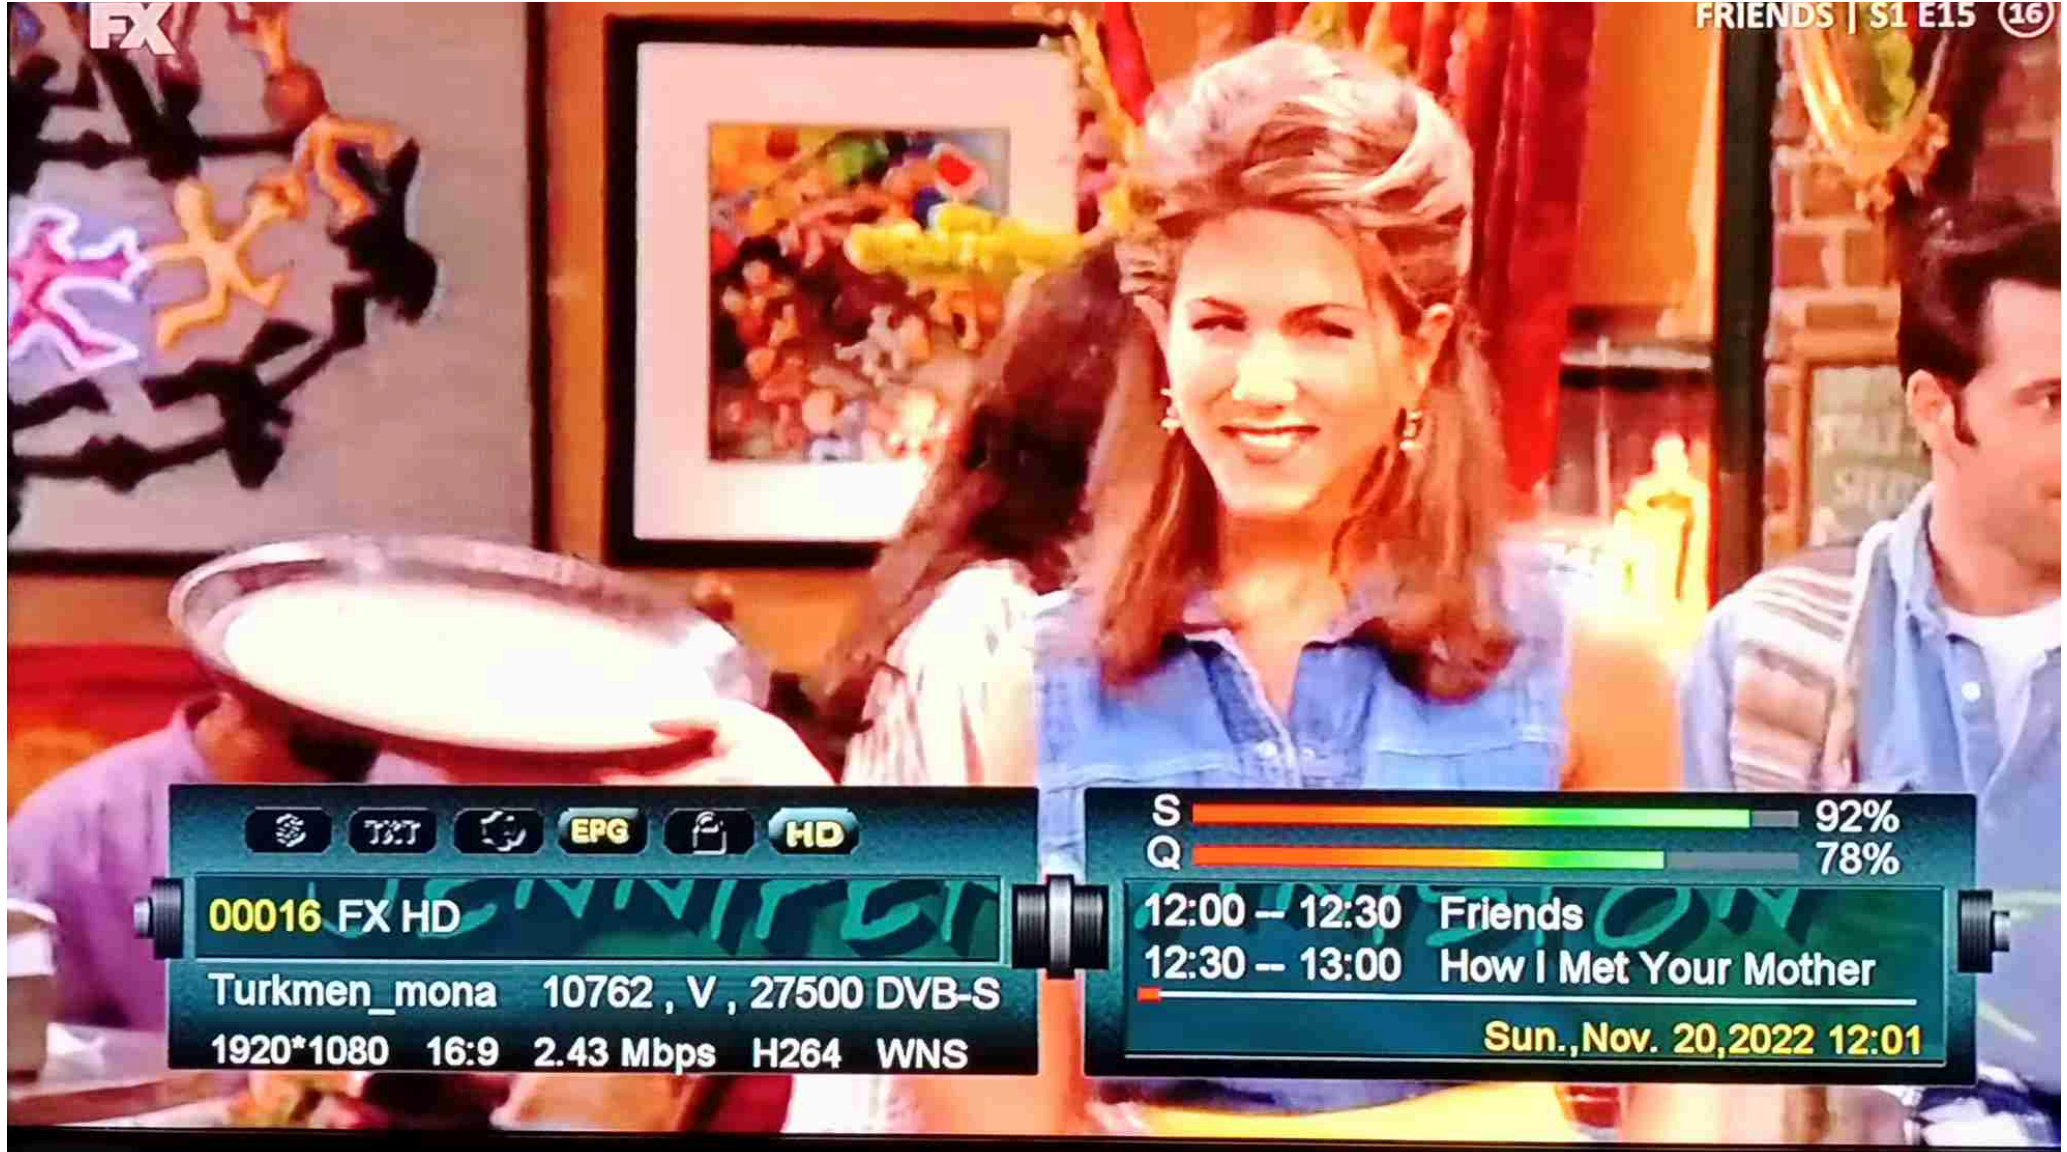 FX
FRIENDS | S1 E15 16
$ TXT EPG HD
00016 FX HD
JENNIFER ANISTON
Turkmen_mona 10762 , V , 27500 DVB-S
1920*1080 16:9 2.43 Mbps H264 WNS
S 92%
Q 78%
12:00 -- 12:30 Friends
12:30 -- 13:00 How I Met Your Mother
Sun.,Nov. 20,2022 12:01